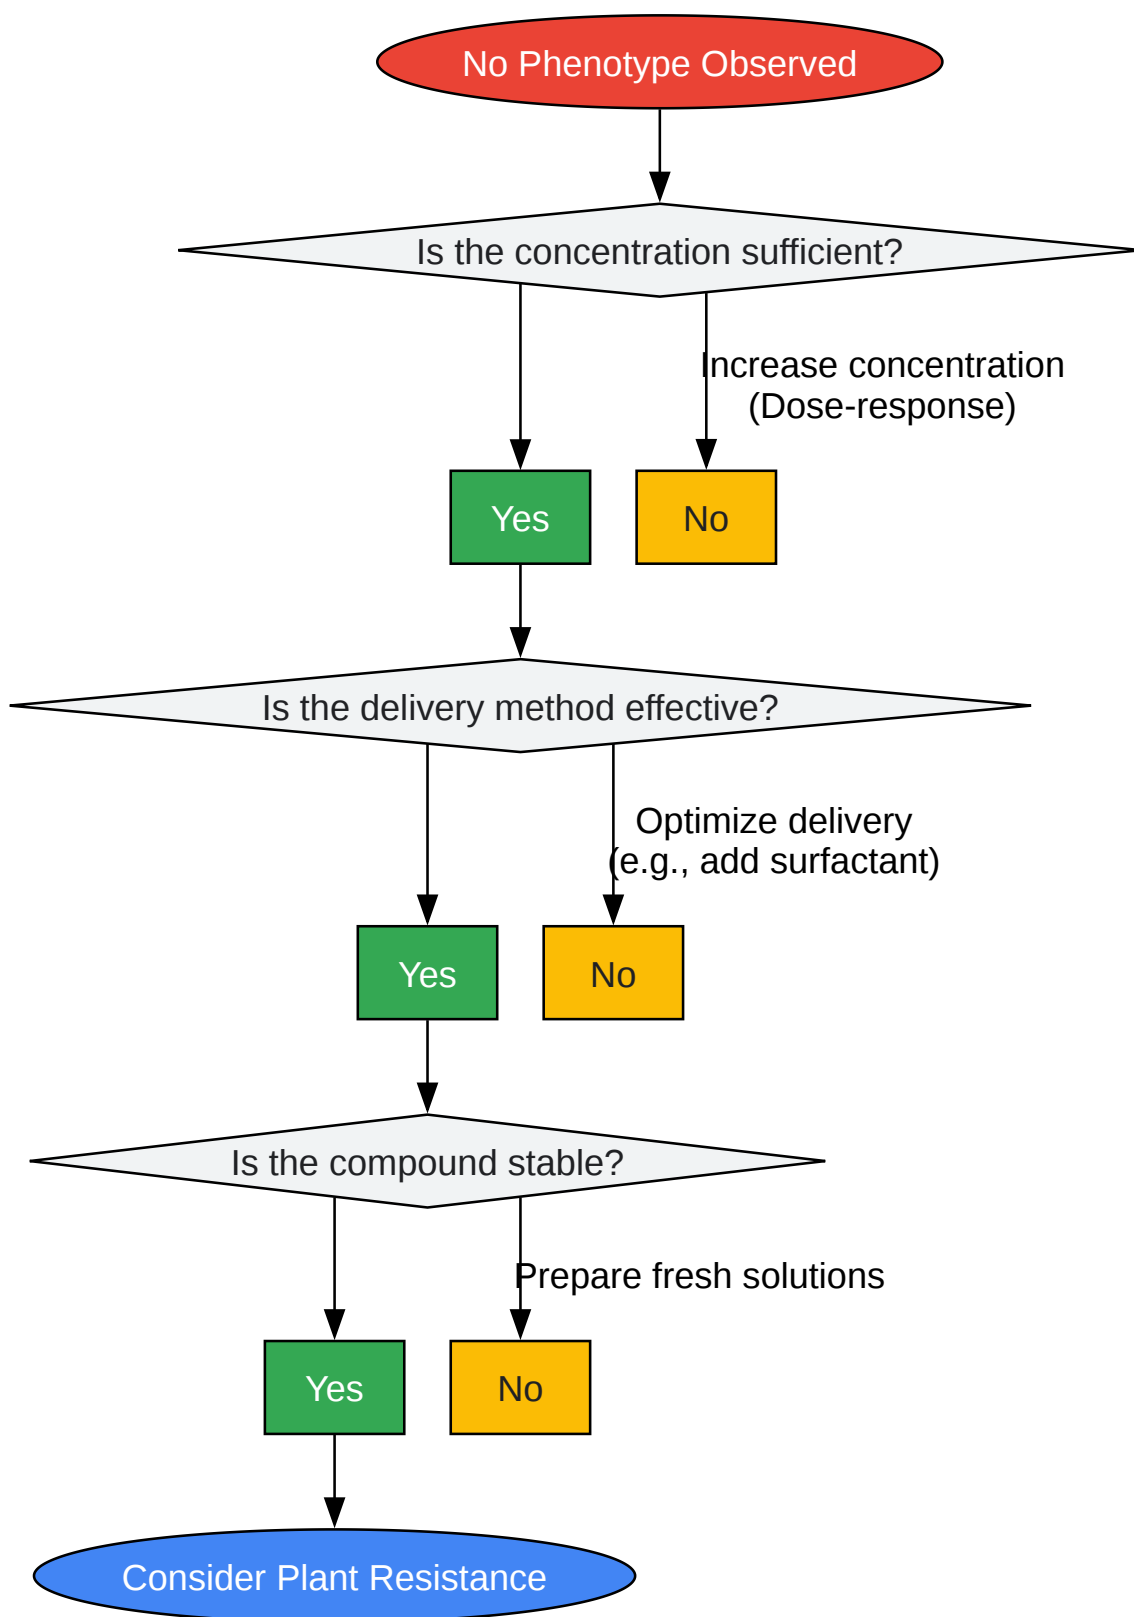 No Phenotype Observed
Is the concentration sufficient?
Increase concentration
(Dose-response)
Yes
No
Is the delivery method effective?
Optimize delivery
(e.g., add surfactant)
Yes
No
Is the compound stable?
Prepare fresh solutions
Yes
No
Consider Plant Resistance